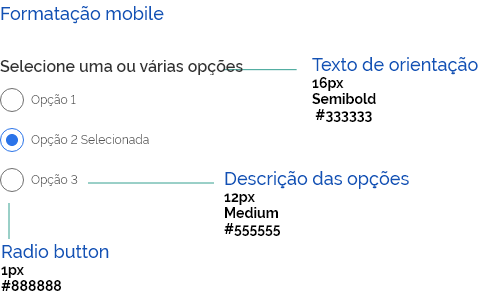 Formatação mobile
Selecione uma ou várias opções
Texto de orientação
16px
Semibold
#333333
Opção 1
Opção 2 Selecionada
Opção 3
Descrição das opções
12px
Medium
#555555
Radio button
1px
#888888